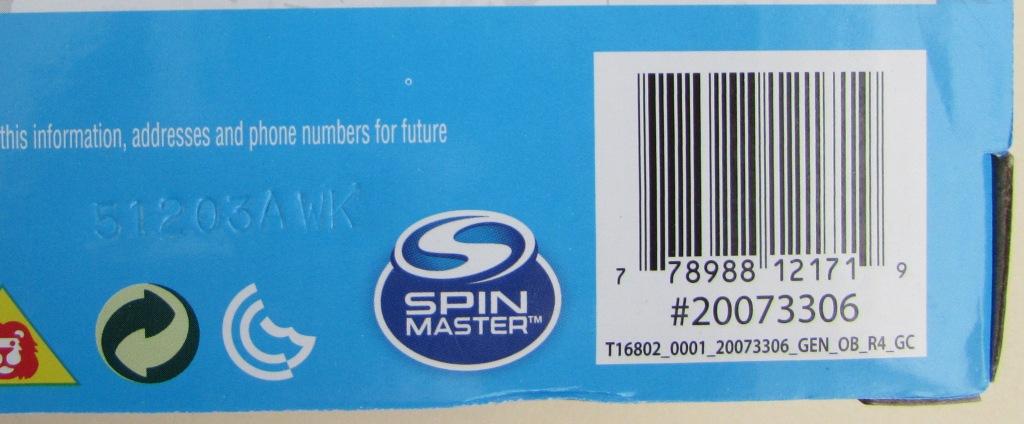 this information, addresses and phone numbers for future
51203AWK
SPIN
MASTER™
7 78988 12171 9
#20073306
T16802_0001_20073306_GEN_OB_R4_GC